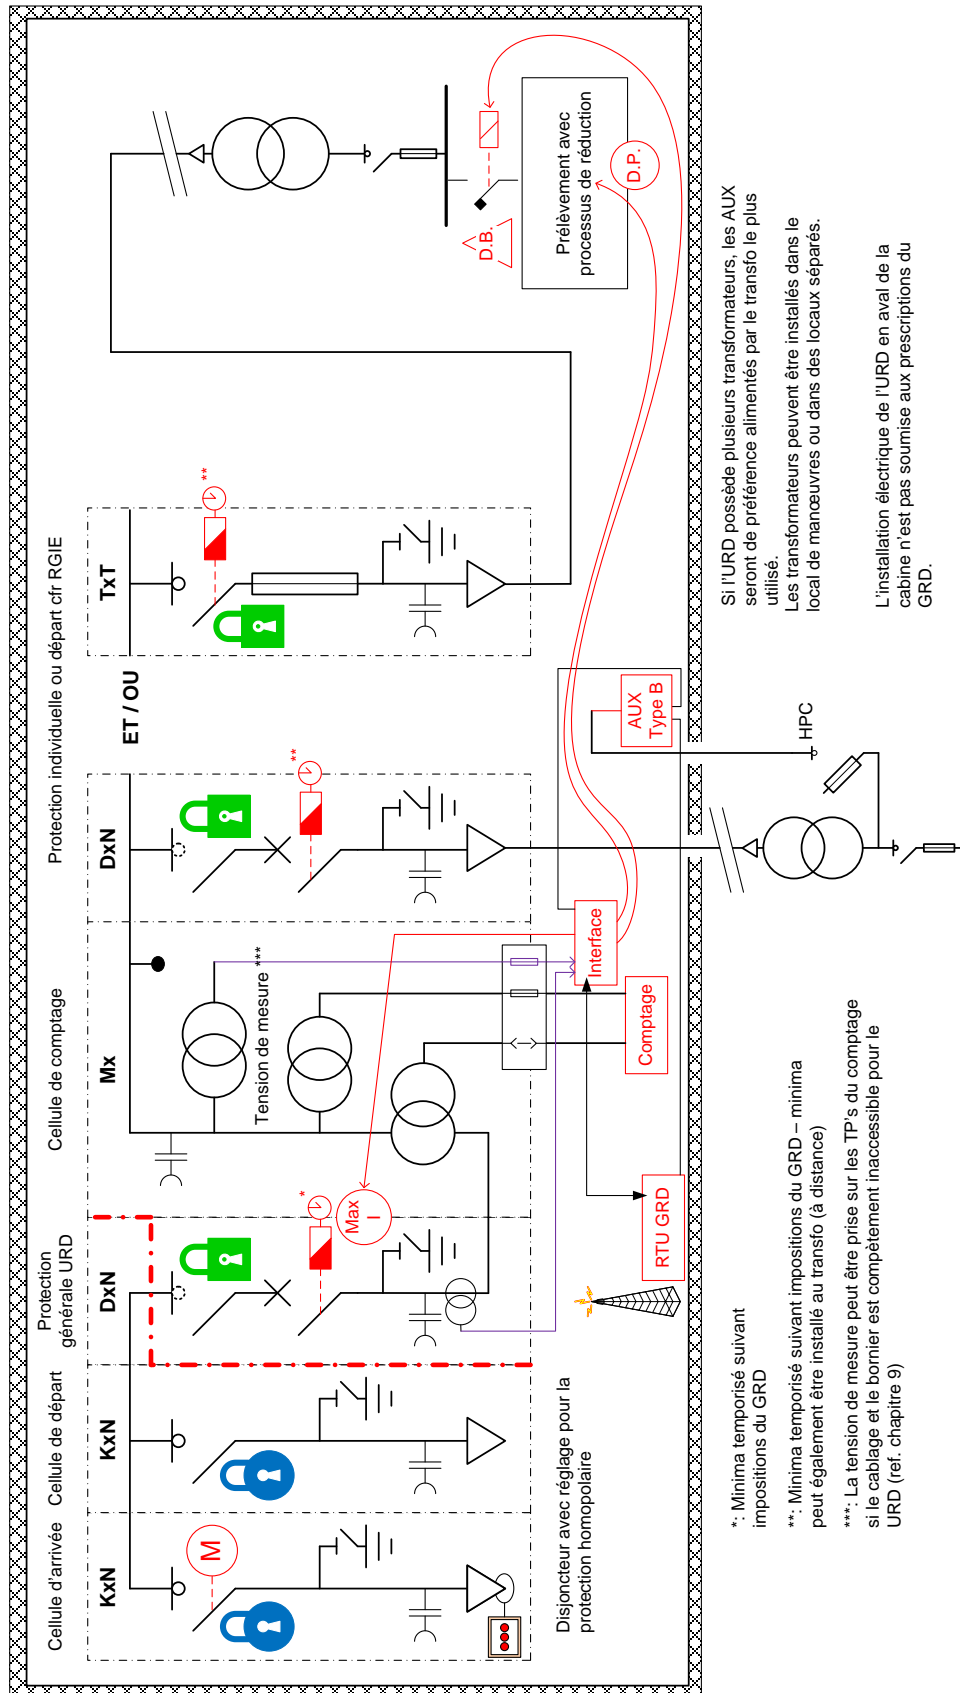 Cellule d'arrivée
Cellule de départ
Protection
générale URD
Cellule de comptage
Protection individuelle ou départ cfr RGIE
KxN
KxN
DxN
Mx
DxN
ET / OU
TxT
M
*
Max
I
Tension de mesure ***
**
**
D.B.
Prélèvement avec
processus de réduction
D.P.
Disjoncteur avec réglage pour la
protection homopolaire
RTU GRD
Comptage
Interface
AUX
Type B
HPC
*: Minima temporisé suivant
impositions du GRD
**: Minima temporisé suivant impositions du GRD – minima
peut également être installé au transfo (à distance)
***: La tension de mesure peut être prise sur les TP's du comptage
si le cablage et le bornier est compètement inaccessible pour le
URD (ref. chapitre 9)
Si l'URD possède plusieurs transformateurs, les AUX
seront de préférence alimentés par le transfo le plus
utilisé.
Les transformateurs peuvent être installés dans le
local de manœuvres ou dans des locaux séparés.
L'installation électrique de l'URD en aval de la
cabine n'est pas soumise aux prescriptions du
GRD.